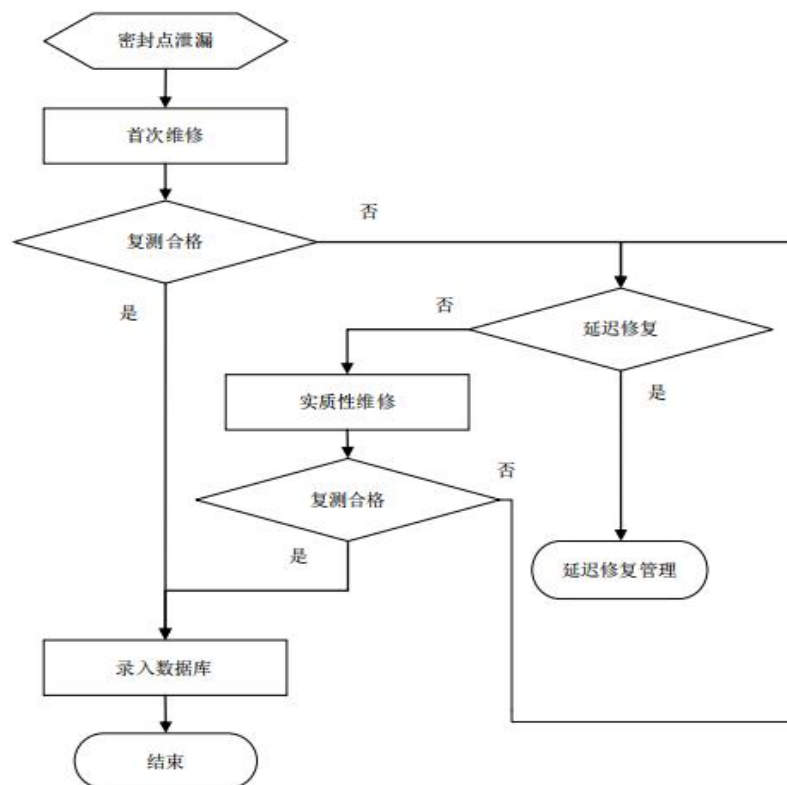 密封点泄漏
首次维修
否
复测合格
是
否
延迟修复
实质性维修
是
否
复测合格
是
延迟修复管理
录入数据库
结束